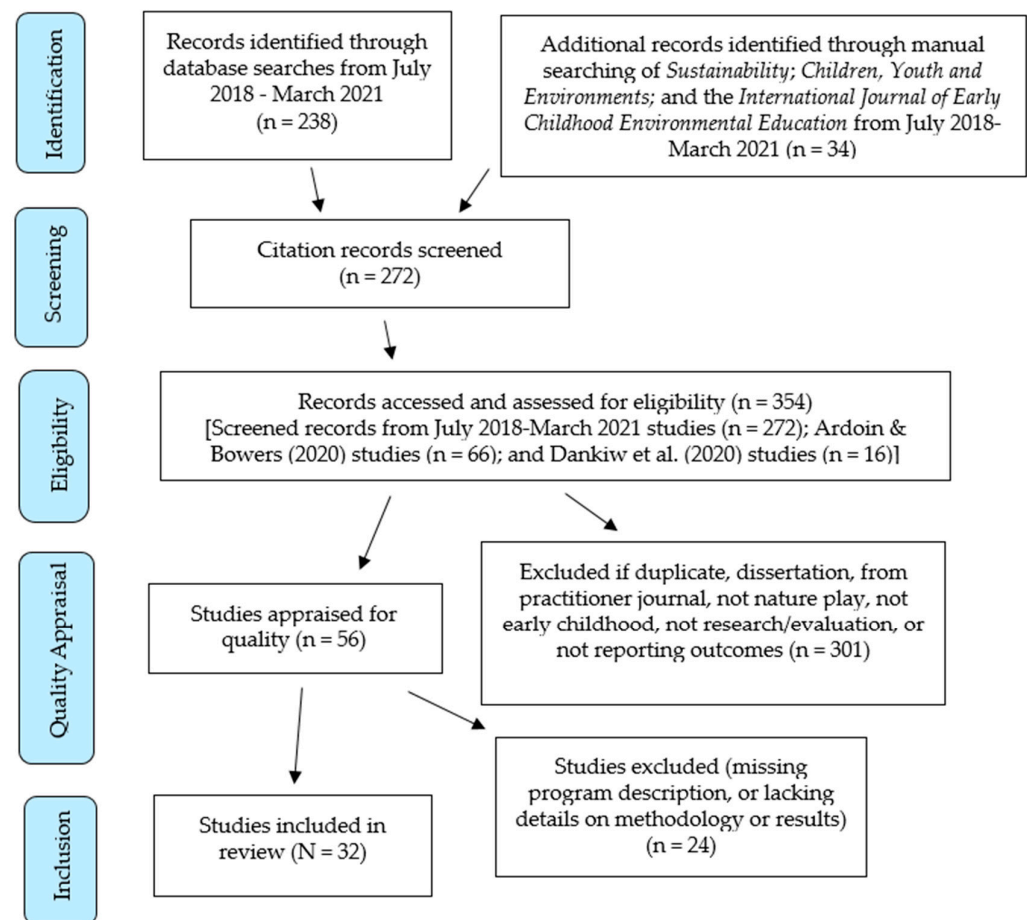 Identification
Records identified through
database searches from July
2018 - March 2021
(n = 238)
Additional records identified through manual
searching of Sustainability; Children, Youth and
Environments; and the International Journal of Early
Childhood Environmental Education from July 2018-
March 2021 (n = 34)
Screening
Citation records screened
(n = 272)
Eligibility
Records accessed and assessed for eligibility (n = 354)
[Screened records from July 2018-March 2021 studies (n = 272); Ardoin &
Bowers (2020) studies (n = 66); and Dankiw et al. (2020) studies (n = 16)]
Quality Appraisal
Studies appraised for
quality (n = 56)
Excluded if duplicate, dissertation, from
practitioner journal, not nature play, not
early childhood, not research/evaluation, or
not reporting outcomes (n = 301)
Inclusion
Studies included in
review (N = 32)
Studies excluded (missing
program description, or lacking
details on methodology or results)
(n = 24)